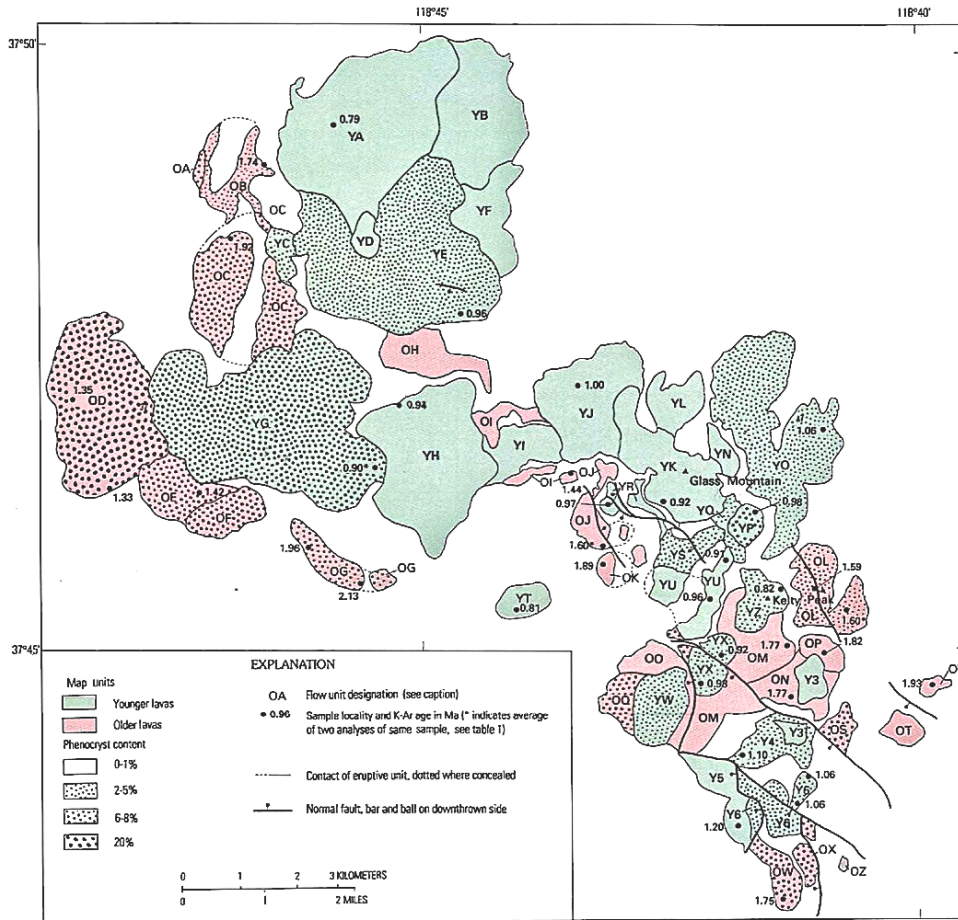 118°45'
118°40'
37°50'
0.79
YA
YB
OA
1.74
OB
OC
YC
YD
YF
YE
1.92
OC
OC
0.96
OH
1.35
OD
YG
0.94
OI
YI
YH
1.00
YJ
YL
1.06
YN
YO
YK
Glass Mountain
0.90*
1.33
OE
1.42
OF
OI
OJ
1.44
YR
0.97
0.92
0.98
YP
OJ
YS
0.91
1.60*
1.89
OK
1.96
OG
OG
2.13
YU
YU
0.96
OL
1.59
0.82
Kelty Peak
OL
YZ
1.60*
YT
0.81
37°45'
1.82
OP
1.77
OM
YX
0.92
OO
YX
0.98
ON
Y3
1.77
1.93
OQ
YW
OM
OT
OS
Y3
Y4
1.10
Y5
1.06
Y6
1.06
Y6
Y6
1.20
OX
OZ
OW
1.75
EXPLANATION
Map units
Younger lavas
Older lavas
Phenocryst content
0-1%
2-5%
6-8%
20%
OA Flow unit designation (see caption)
0.96 Sample locality and K-Ar age in Ma (* indicates average
of two analyses of same sample, see table 1)
Contact of eruptive unit, dotted where concealed
Normal fault, bar and ball on downthrown side
0 1 2 3 KILOMETERS
0 1 2 MILES